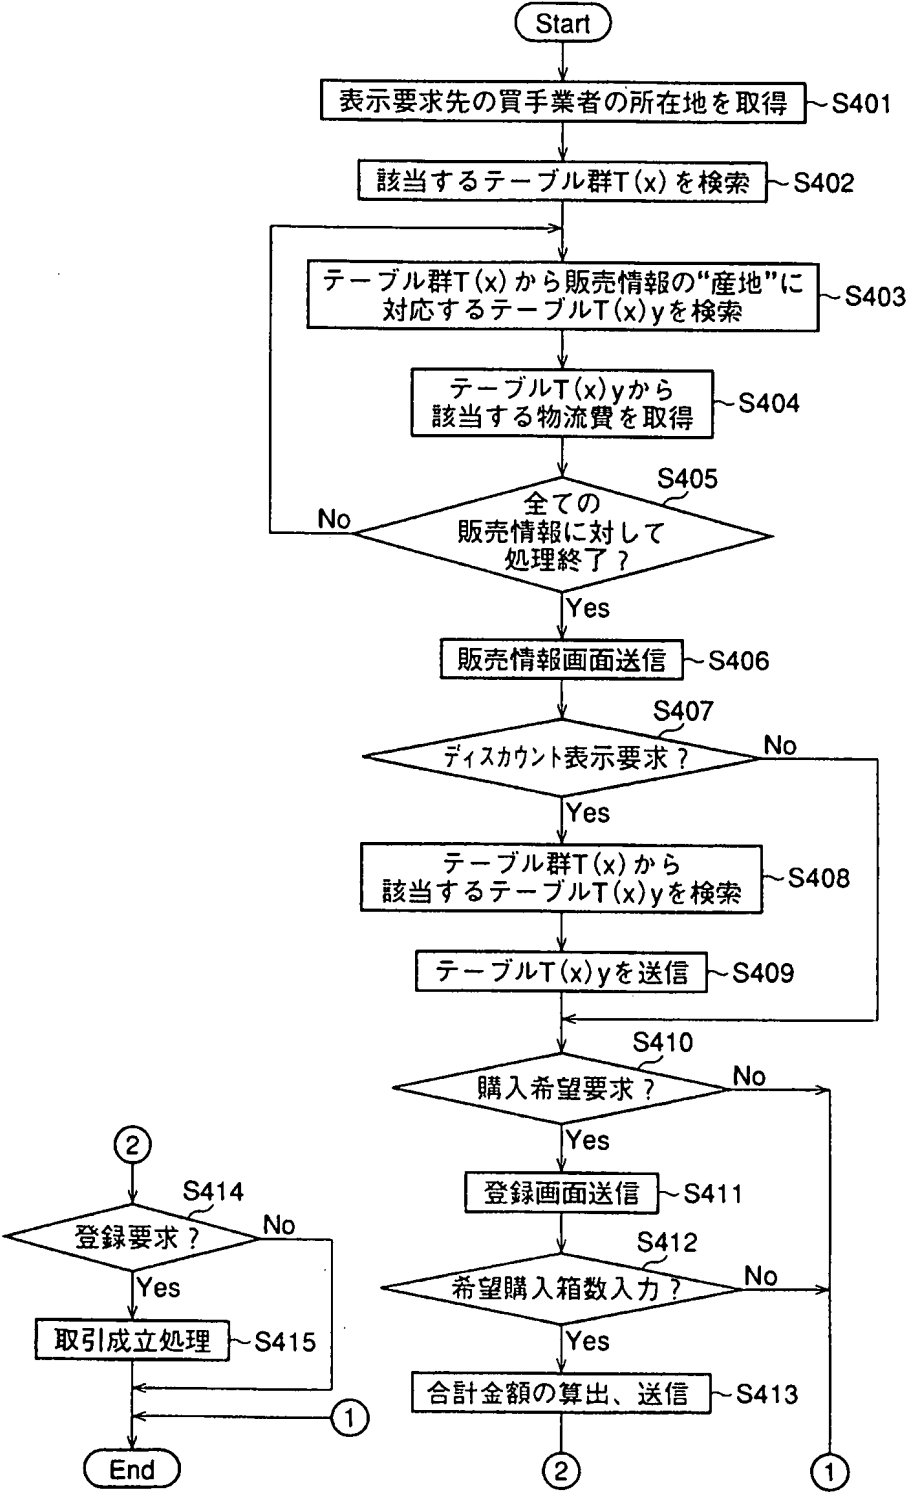 Start
表示要求先の買手業者の所在地を取得
S401
該当するテーブル群T(x)を検索
S402
テーブル群T(x)から販売情報の“産地”に
対応するテーブルT(x)yを検索
S403
テーブルT(x)yから
該当する物流費を取得
S404
S405
全ての
販売情報に対して
処理終了?
No
Yes
販売情報画面送信
S406
S407
ディスカウント表示要求?
No
Yes
テーブル群T(x)から
該当するテーブルT(x)yを検索
S408
テーブルT(x)yを送信
S409
S410
購入希望要求?
No
Yes
登録画面送信
S411
S412
希望購入箱数入力?
No
Yes
合計金額の算出、送信
S413
2
1
2
S414
登録要求?
No
Yes
取引成立処理
S415
1
End